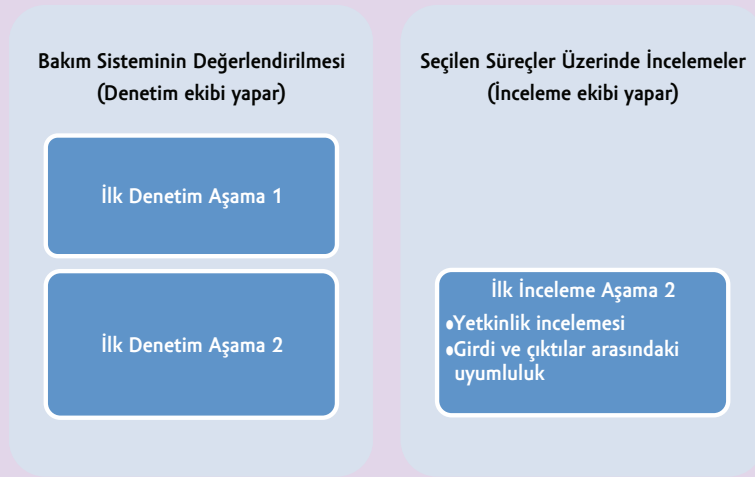 Bakım Sisteminin Değerlendirilmesi
(Denetim ekibi yapar)
İlk Denetim Aşama 1
İlk Denetim Aşama 2
Seçilen Süreçler Üzerinde İncelemeler
(İnceleme ekibi yapar)
İlk İnceleme Aşama 2
•Yetkinlik incelemesi
•Girdi ve çıktılar arasındaki
uyumluluk